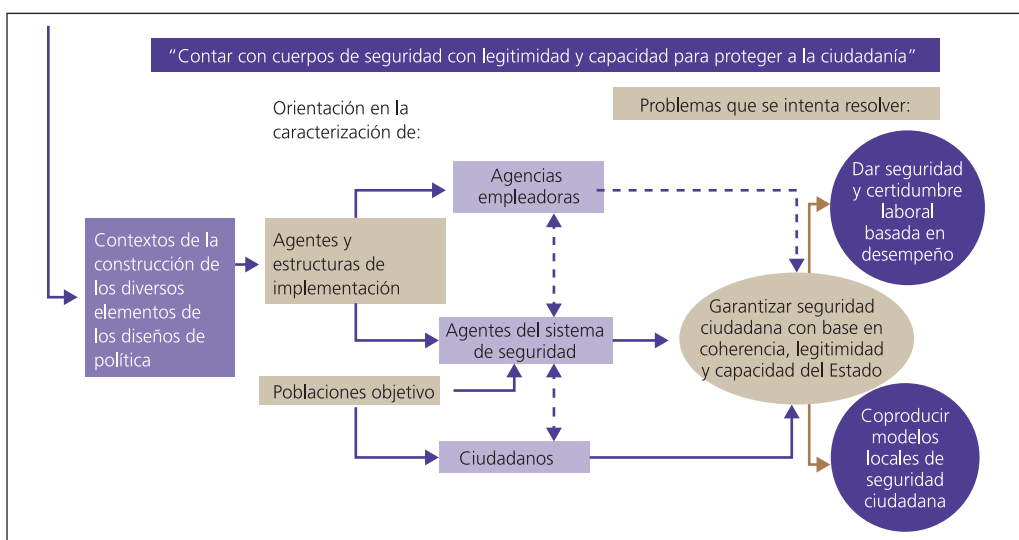 “Contar con cuerpos de seguridad con legitimidad y capacidad para proteger a la ciudadanía”
Orientación en la
caracterización de:
Problemas que se intenta resolver:
Contextos de la
construcción de
los diversos
elementos de
los diseños de
política
Agentes y
estructuras de
implementación
Poblaciones objetivo
Agencias
empleadoras
Agentes del sistema
de seguridad
Ciudadanos
Garantizar seguridad
ciudadana con base en
coherencia, legitimidad
y capacidad del Estado
Dar seguridad
y certidumbre
laboral
basada en
desempeño
Coproducir
modelos
locales de
seguridad
ciudadana